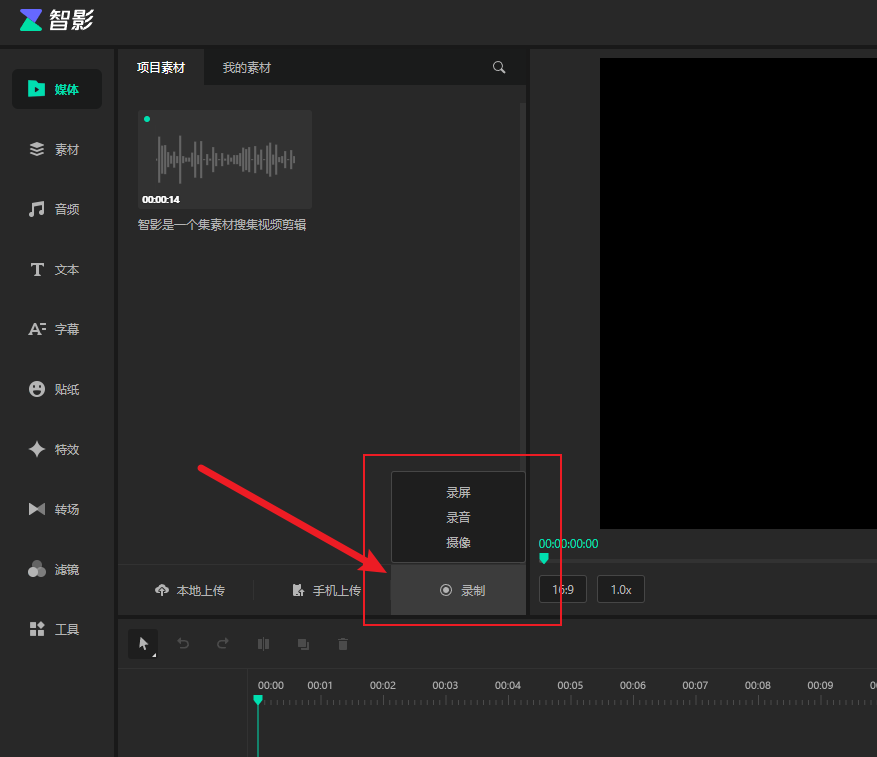 智影
项目素材
我的素材
媒体
素材
音频
文本
字幕
贴纸
特效
转场
滤镜
工具
00:00:14
智影是一个集素材搜集视频剪辑
录屏
录音
摄像
本地上传
手机上传
录制
00:00:00:00
16:9
1.0x
00:00 00:01 00:02 00:03 00:04 00:05 00:06 00:07 00:08 00:09